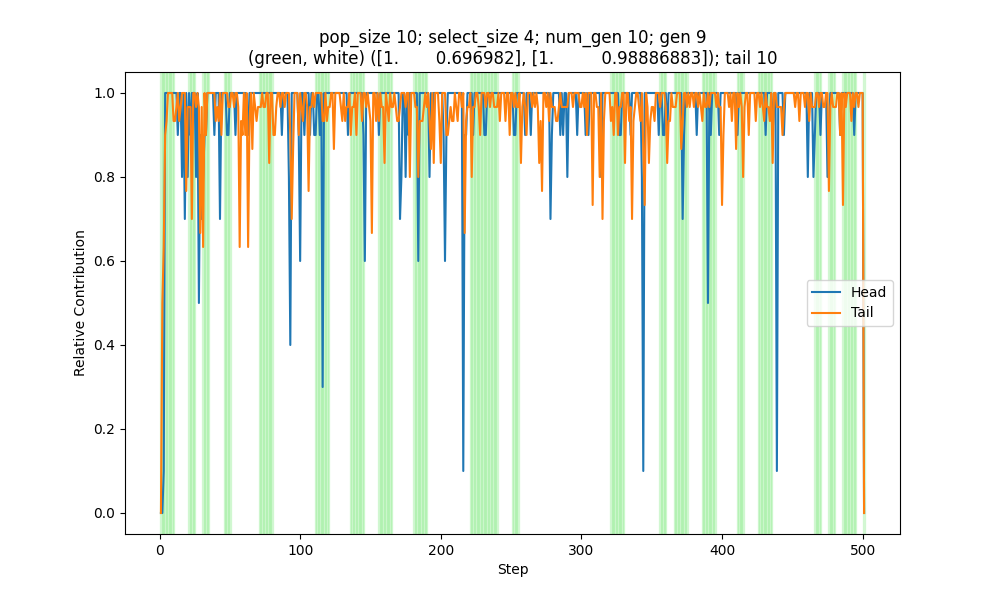 pop_size 10; select_size 4; num_gen 10; gen 9
(green, white) ([1. 0.696982], [1. 0.98886883]); tail 10
1.0
0.8
0.6
0.4
0.2
0.0
Relative Contribution
Head
Tail
0 100 200 300 400 500
Step